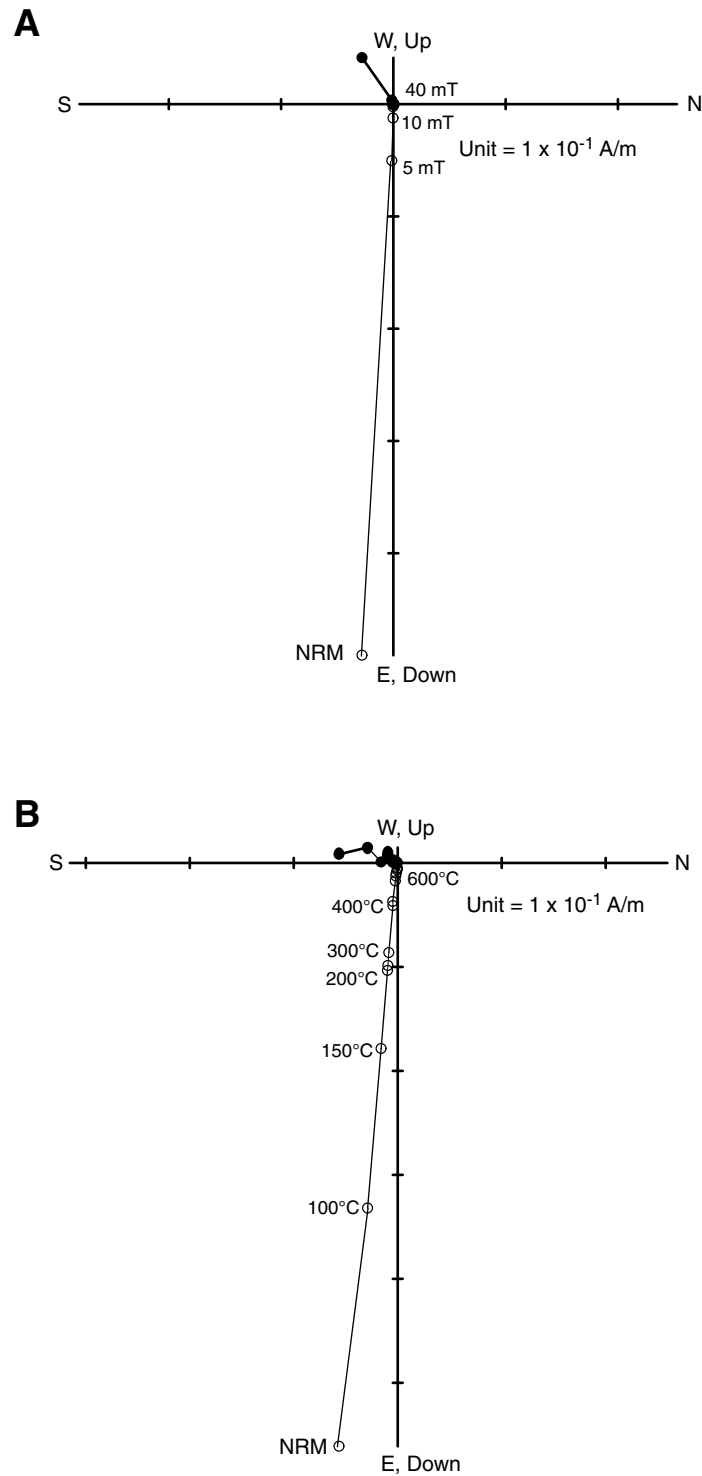 A
W, Up
40 mT
S
N
10 mT
Unit = 1 x 10⁻¹ A/m
5 mT
NRM
E, Down
B
W, Up
S
N
600°C
400°C
Unit = 1 x 10⁻¹ A/m
300°C
200°C
150°C
100°C
NRM
E, Down